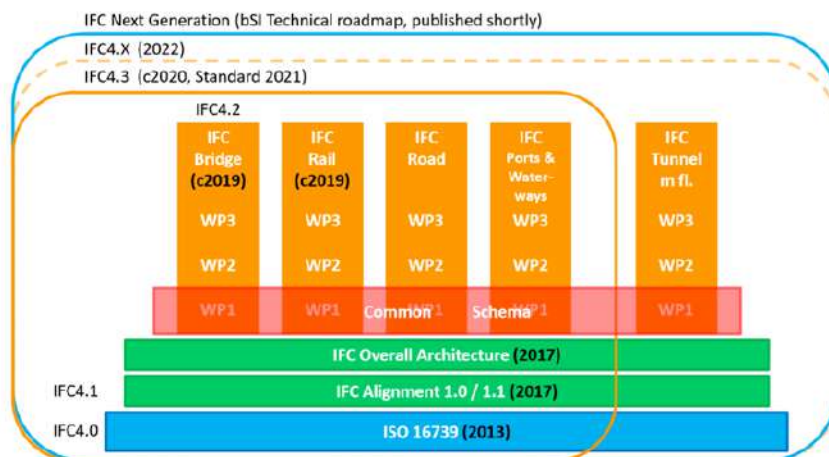 IFC Next Generation (bSI Technical roadmap, published shortly)
IFC4.X (2022)
IFC4.3 (c2020, Standard 2021)
IFC4.2
IFC
Bridge
(c2019)
WP3
WP2
WP1
IFC
Rail
(c2019)
WP3
WP2
WP1
IFC
Road
WP3
WP2
WP1
IFC
Ports &
Water-
ways
WP3
WP2
WP1
IFC
Tunnel
m fl.
WP3
WP2
WP1
Common Schema
IFC Overall Architecture (2017)
IFC4.1
IFC Alignment 1.0 / 1.1 (2017)
IFC4.0
ISO 16739 (2013)